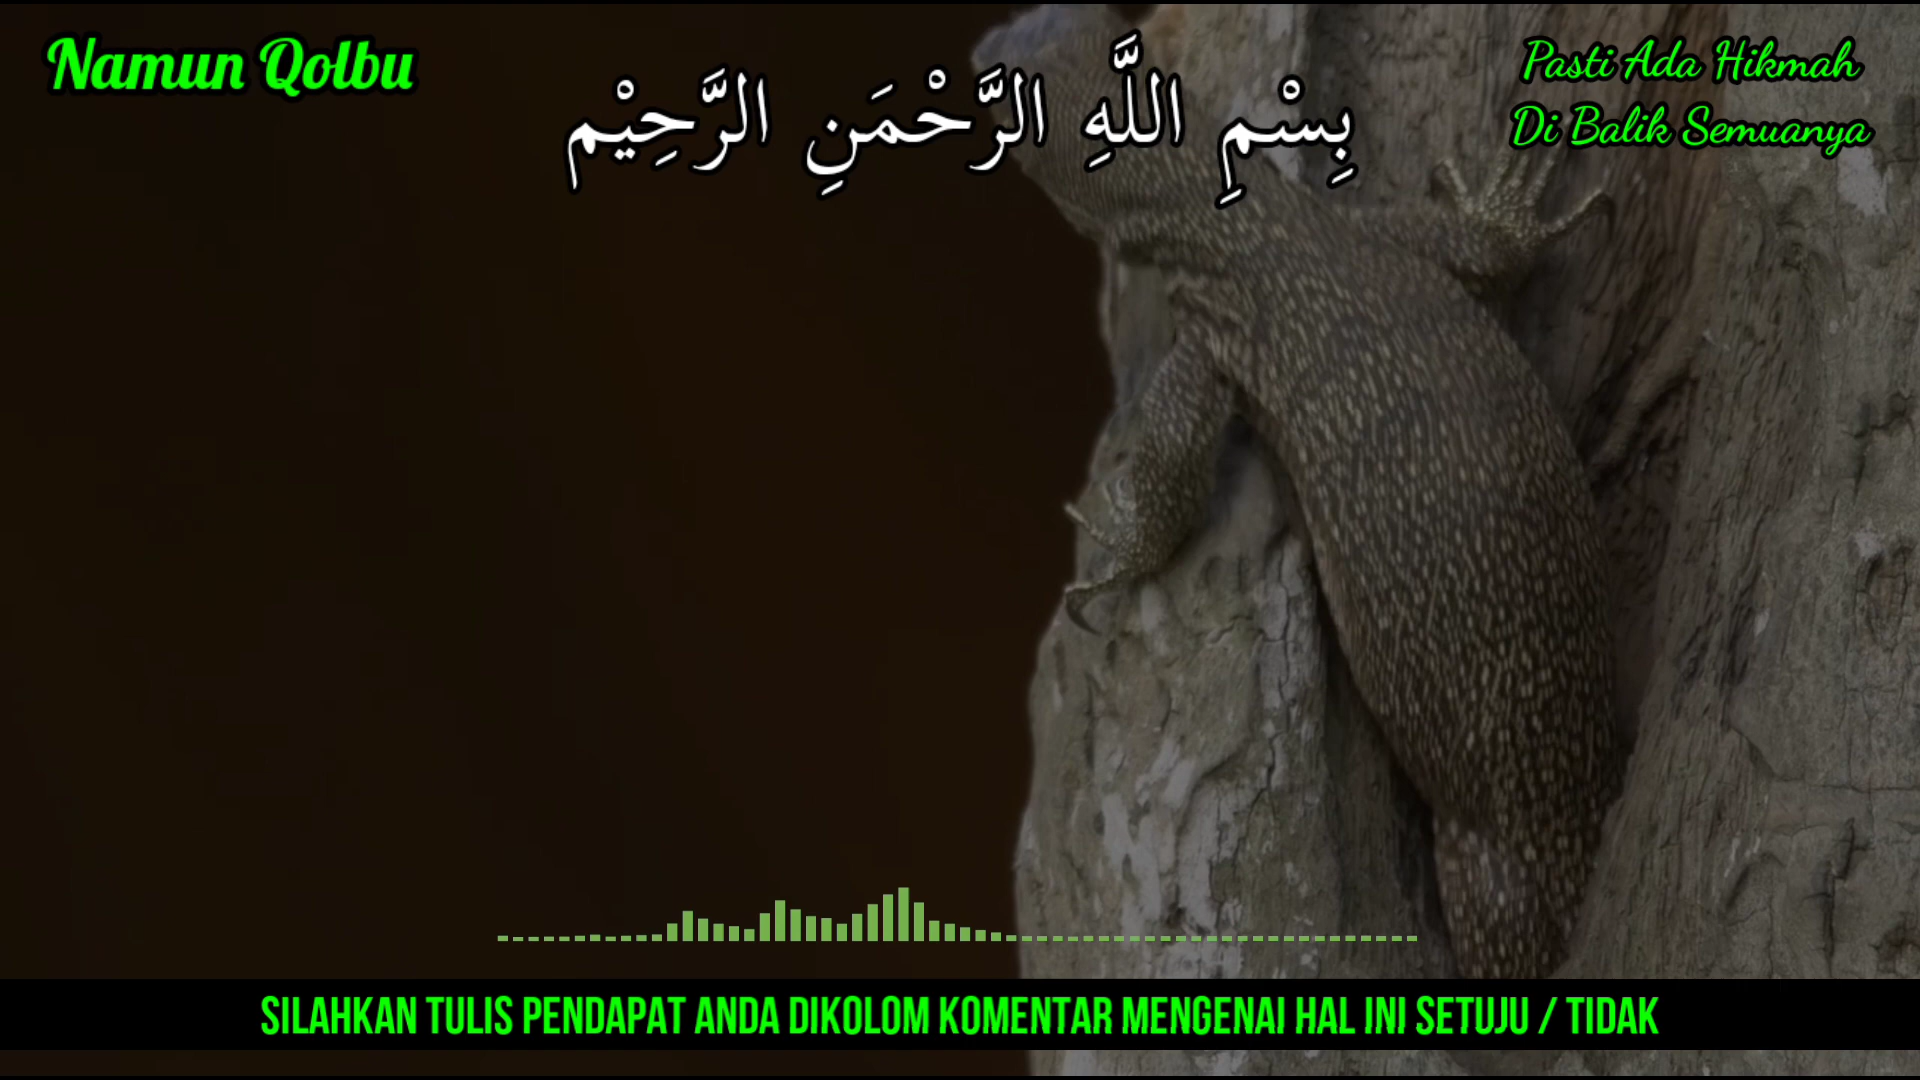 Namun Qolbu
بِسْمِ اللَّهِ الرَّحْمَنِ الرَّحِيْم
Pasti Ada Hikmah
Di Balik Semuanya
SILAHKAN TULIS PENDAPAT ANDA DIKOLOM KOMENTAR MENGENAI HAL INI SETUJU / TIDAK